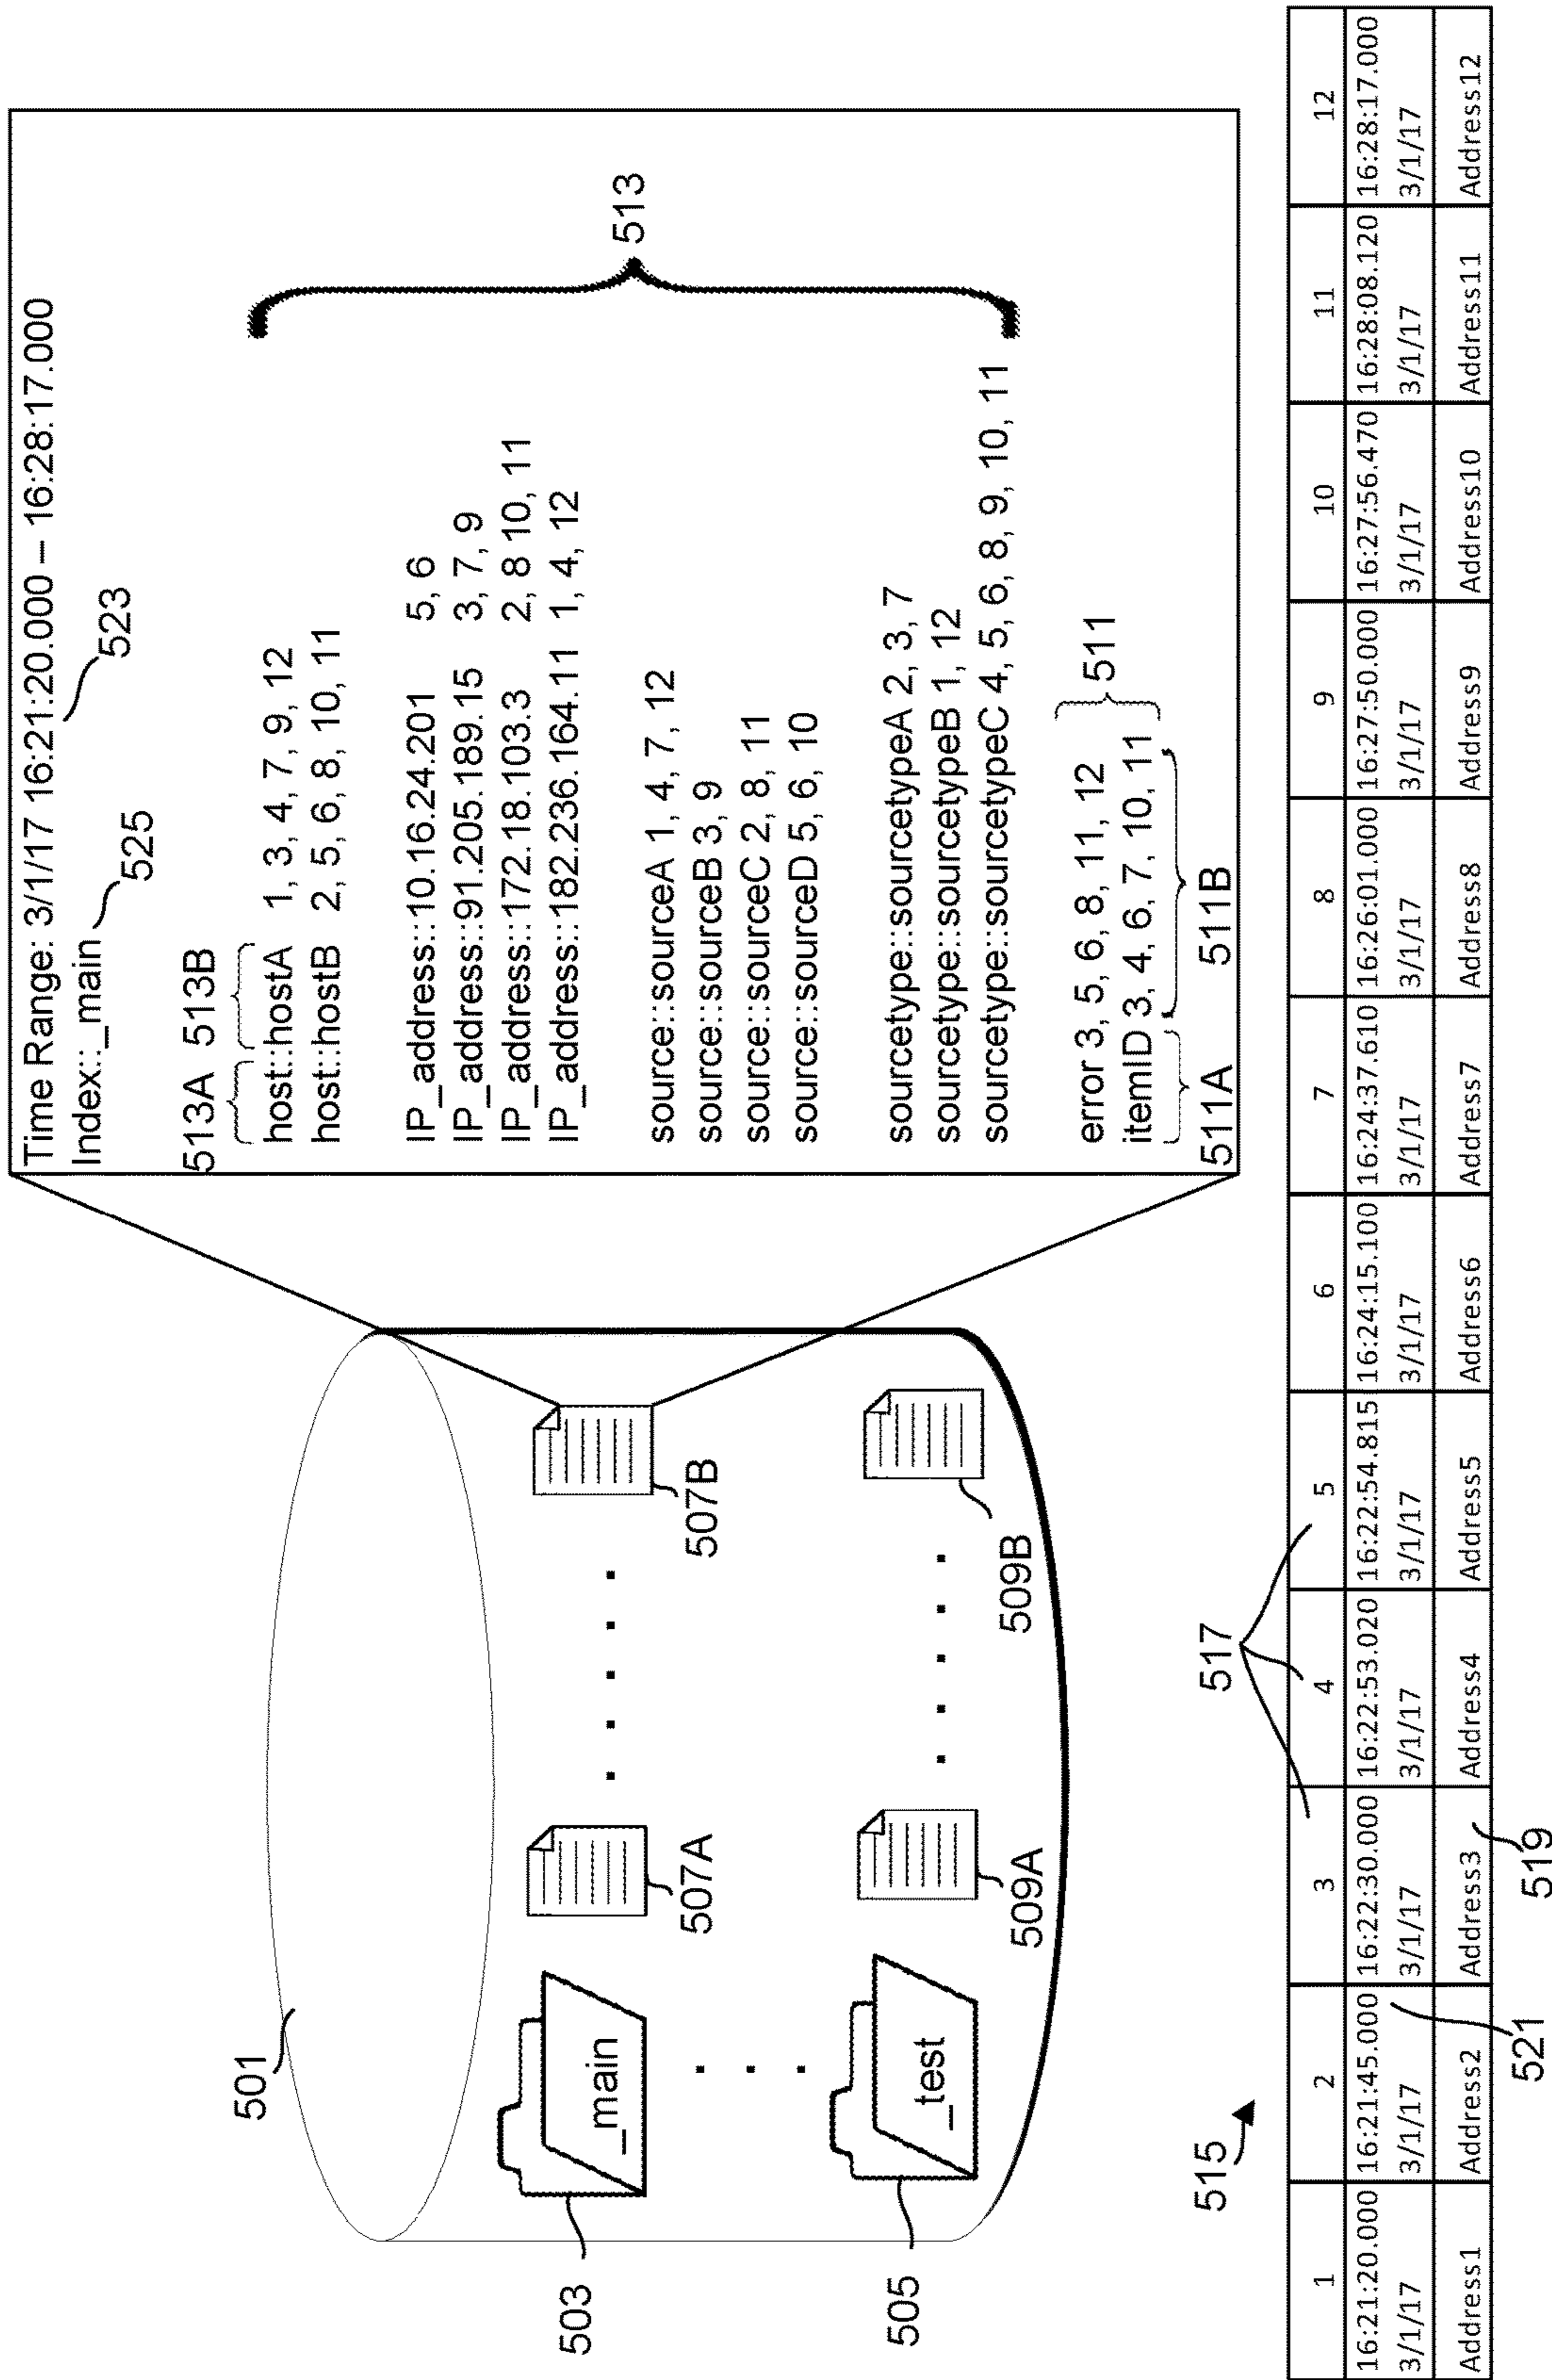 Time Range: 3/1/17 16:21:20.000 – 16:28:17.000
523
Index::_main
525
513A 513B
host::hostA 1, 3, 4, 7, 9, 12
host::hostB 2, 5, 6, 8, 10, 11
IP_address::10.16.24.201 5, 6
IP_address::91.205.189.15 3, 7, 9
IP_address::172.18.103.3 2, 8 10, 11
IP_address::182.236.164.11 1, 4, 12
source::sourceA 1, 4, 7, 12
source::sourceB 3, 9
source::sourceC 2, 8, 11
source::sourceD 5, 6, 10
sourcetype::sourcetypeA 2, 3, 7
sourcetype::sourcetypeB 1, 12
sourcetype::sourcetypeC 4, 5, 6, 8, 9, 10, 11
513
error 3, 5, 6, 8, 11, 12
itemID 3, 4, 6, 7, 10, 11
511
511A 511B
501
_main
503
507A
507B
_test
505
509A
509B
515
517
1 2 3 4 5 6 7 8 9 10 11 12
16:21:20.000 16:21:45.000 16:22:30.000 16:22:53.020 16:22:54.815 16:24:15.100 16:24:37.610 16:26:01.000 16:27:50.000 16:27:56.470 16:28:08.120 16:28:17.000
3/1/17 3/1/17 3/1/17 3/1/17 3/1/17 3/1/17 3/1/17 3/1/17 3/1/17 3/1/17 3/1/17 3/1/17
Address1 Address2 Address3 Address4 Address5 Address6 Address7 Address8 Address9 Address10 Address11 Address12
521
519